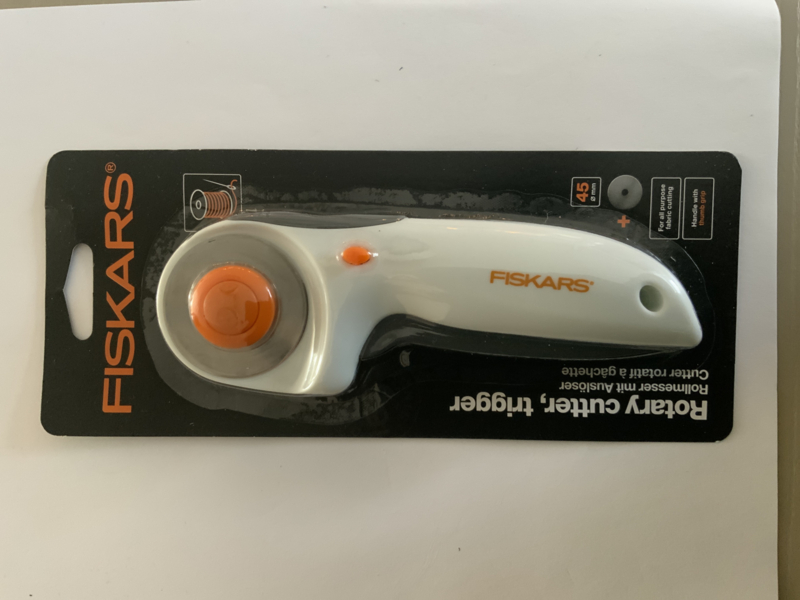 FISKARS®
45
ø mm
+
For all purpose
fabric cutting
Handle with
thumb grip
FISKARS®
Rotary cutter, trigger
Rollmesser mit Auslöser
Cutter rotatif à gâchette